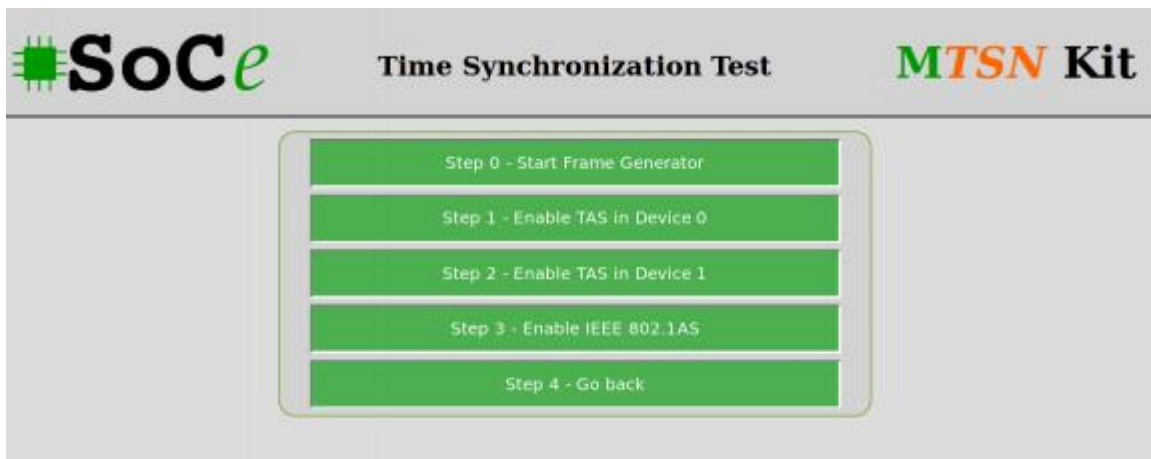 SoCe
Time Synchronization Test
MTSN Kit
Step 0 - Start Frame Generator
Step 1 - Enable TAS in Device 0
Step 2 - Enable TAS in Device 1
Step 3 - Enable IEEE 802.1AS
Step 4 - Go back